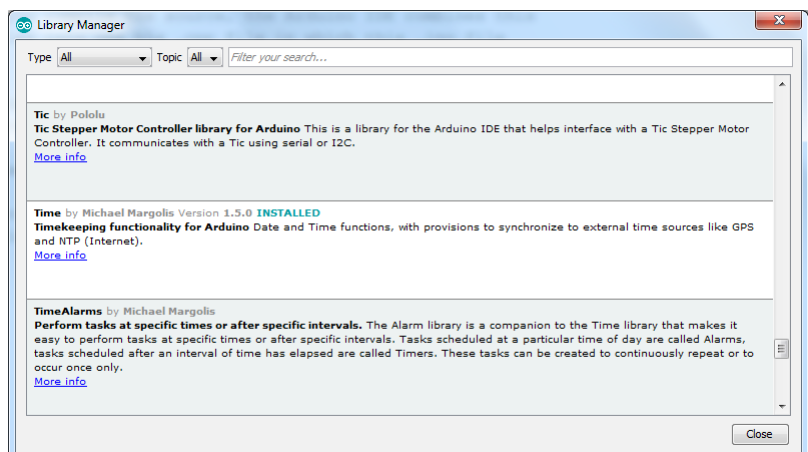 Library Manager
Type All Topic All Filter your search...
Tic by Pololu
Tic Stepper Motor Controller library for Arduino This is a library for the Arduino IDE that helps interface with a Tic Stepper Motor
Controller. It communicates with a Tic using serial or I2C.
More info
Time by Michael Margolis Version 1.5.0 INSTALLED
Timekeeping functionality for Arduino Date and Time functions, with provisions to synchronize to external time sources like GPS
and NTP (Internet).
More info
TimeAlarms by Michael Margolis
Perform tasks at specific times or after specific intervals. The Alarm library is a companion to the Time library that makes it
easy to perform tasks at specific times or after specific intervals. Tasks scheduled at a particular time of day are called Alarms,
tasks scheduled after an interval of time has elapsed are called Timers. These tasks can be created to continuously repeat or to
occur once only.
More info
Close